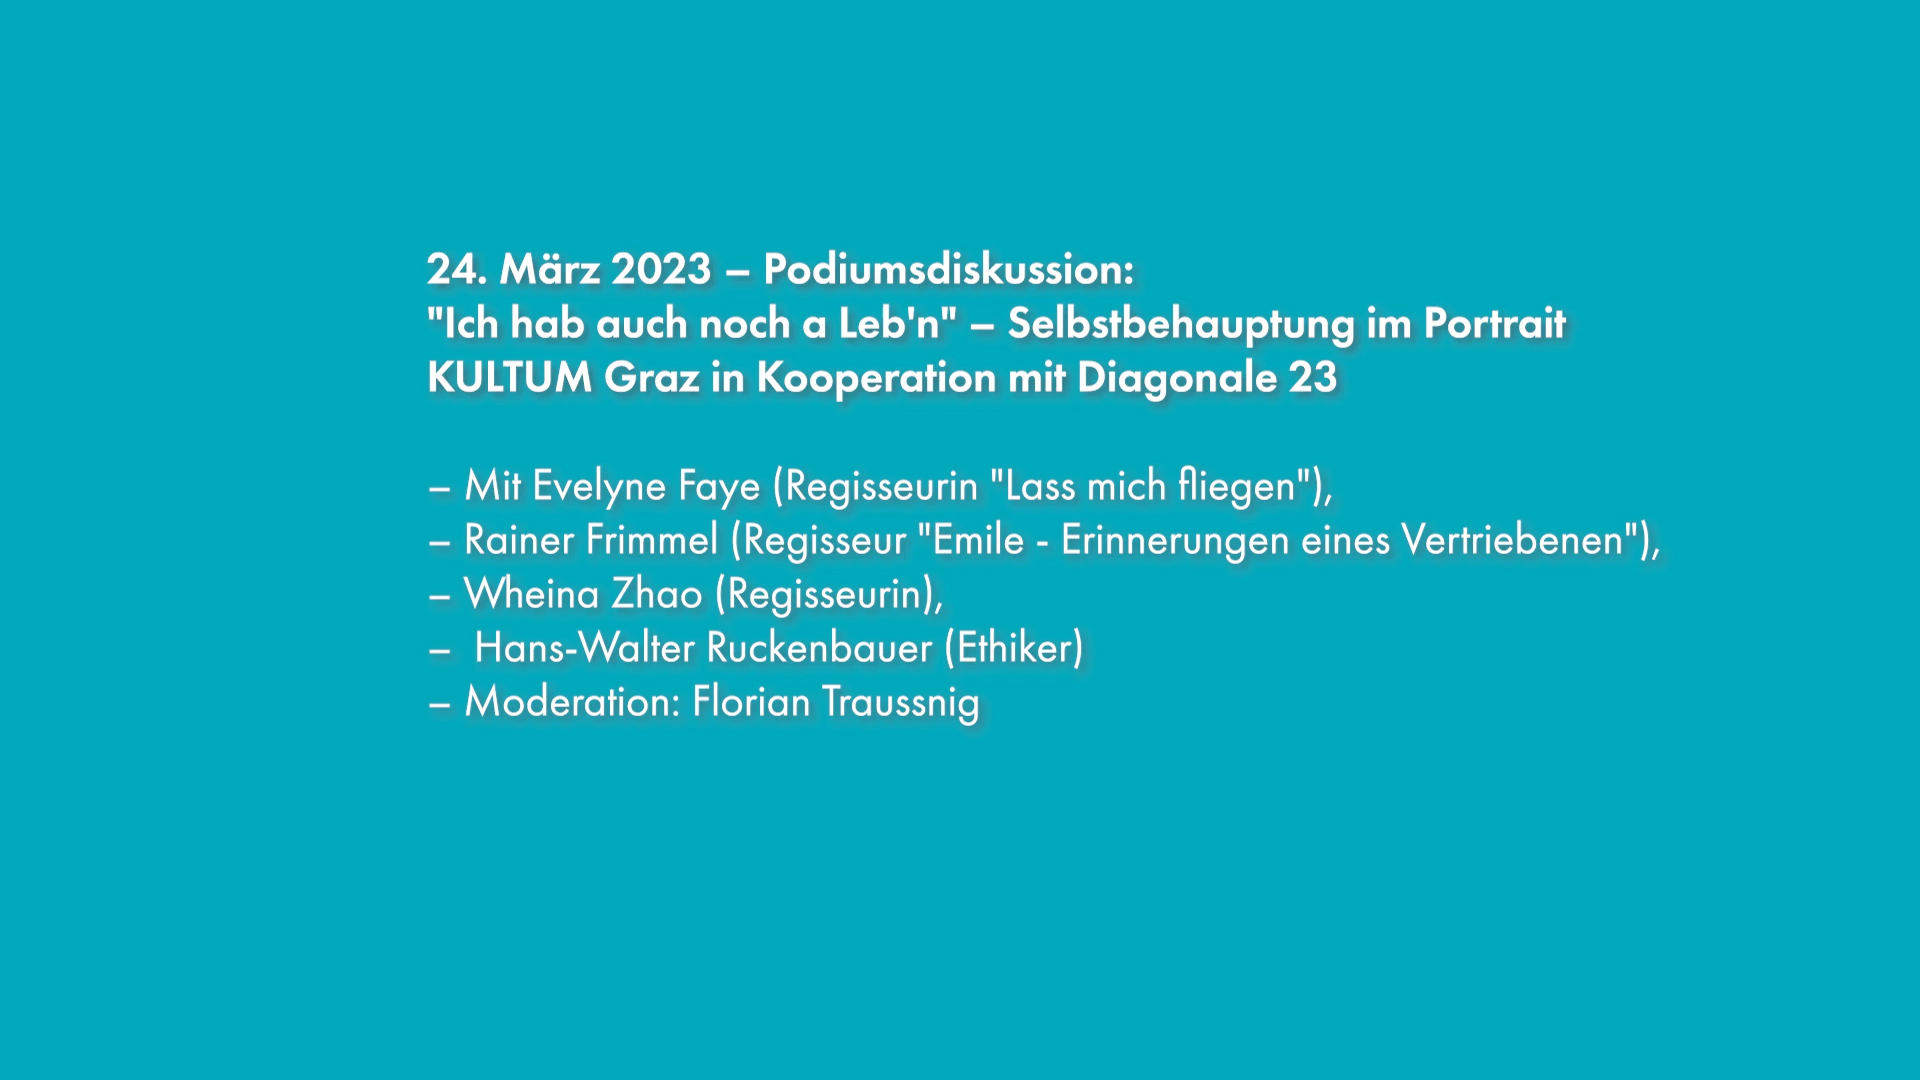 24. März 2023 – Podiumsdiskussion:
"Ich hab auch noch a Leb'n" – Selbstbehauptung im Portrait
KULTUM Graz in Kooperation mit Diagonale 23
– Mit Evelyne Faye (Regisseurin "Lass mich fliegen"),
– Rainer Frimmel (Regisseur "Emile - Erinnerungen eines Vertriebenen"),
– Wheina Zhao (Regisseurin),
– Hans-Walter Ruckenbauer (Ethiker)
– Moderation: Florian Traussnig